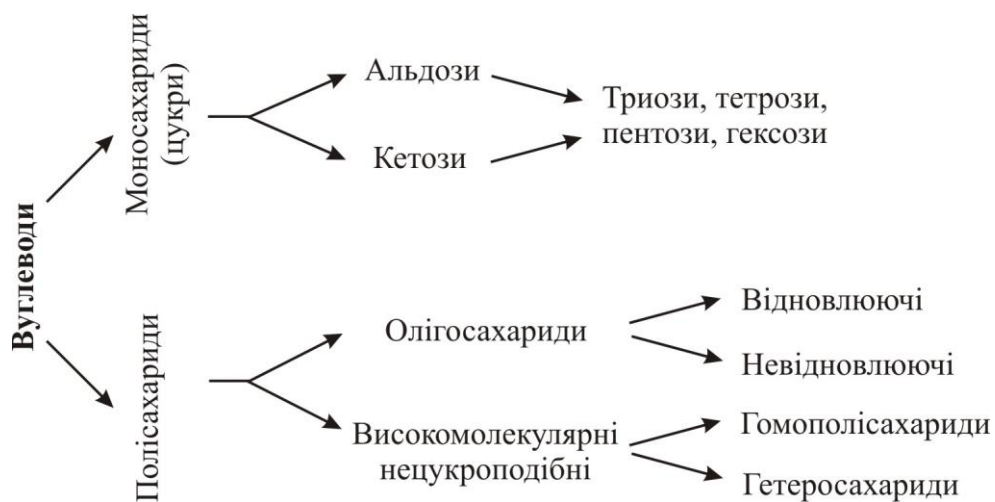 Вуглеводи
Моносахариди
(цукри)
Альдози
Кетози
Триози, тетрози,
пентози, гексози
Полісахариди
Олігосахариди
Відновлюючі
Невідновлюючі
Високомолекулярні
нецукроподібні
Гомополісахариди
Гетеросахариди